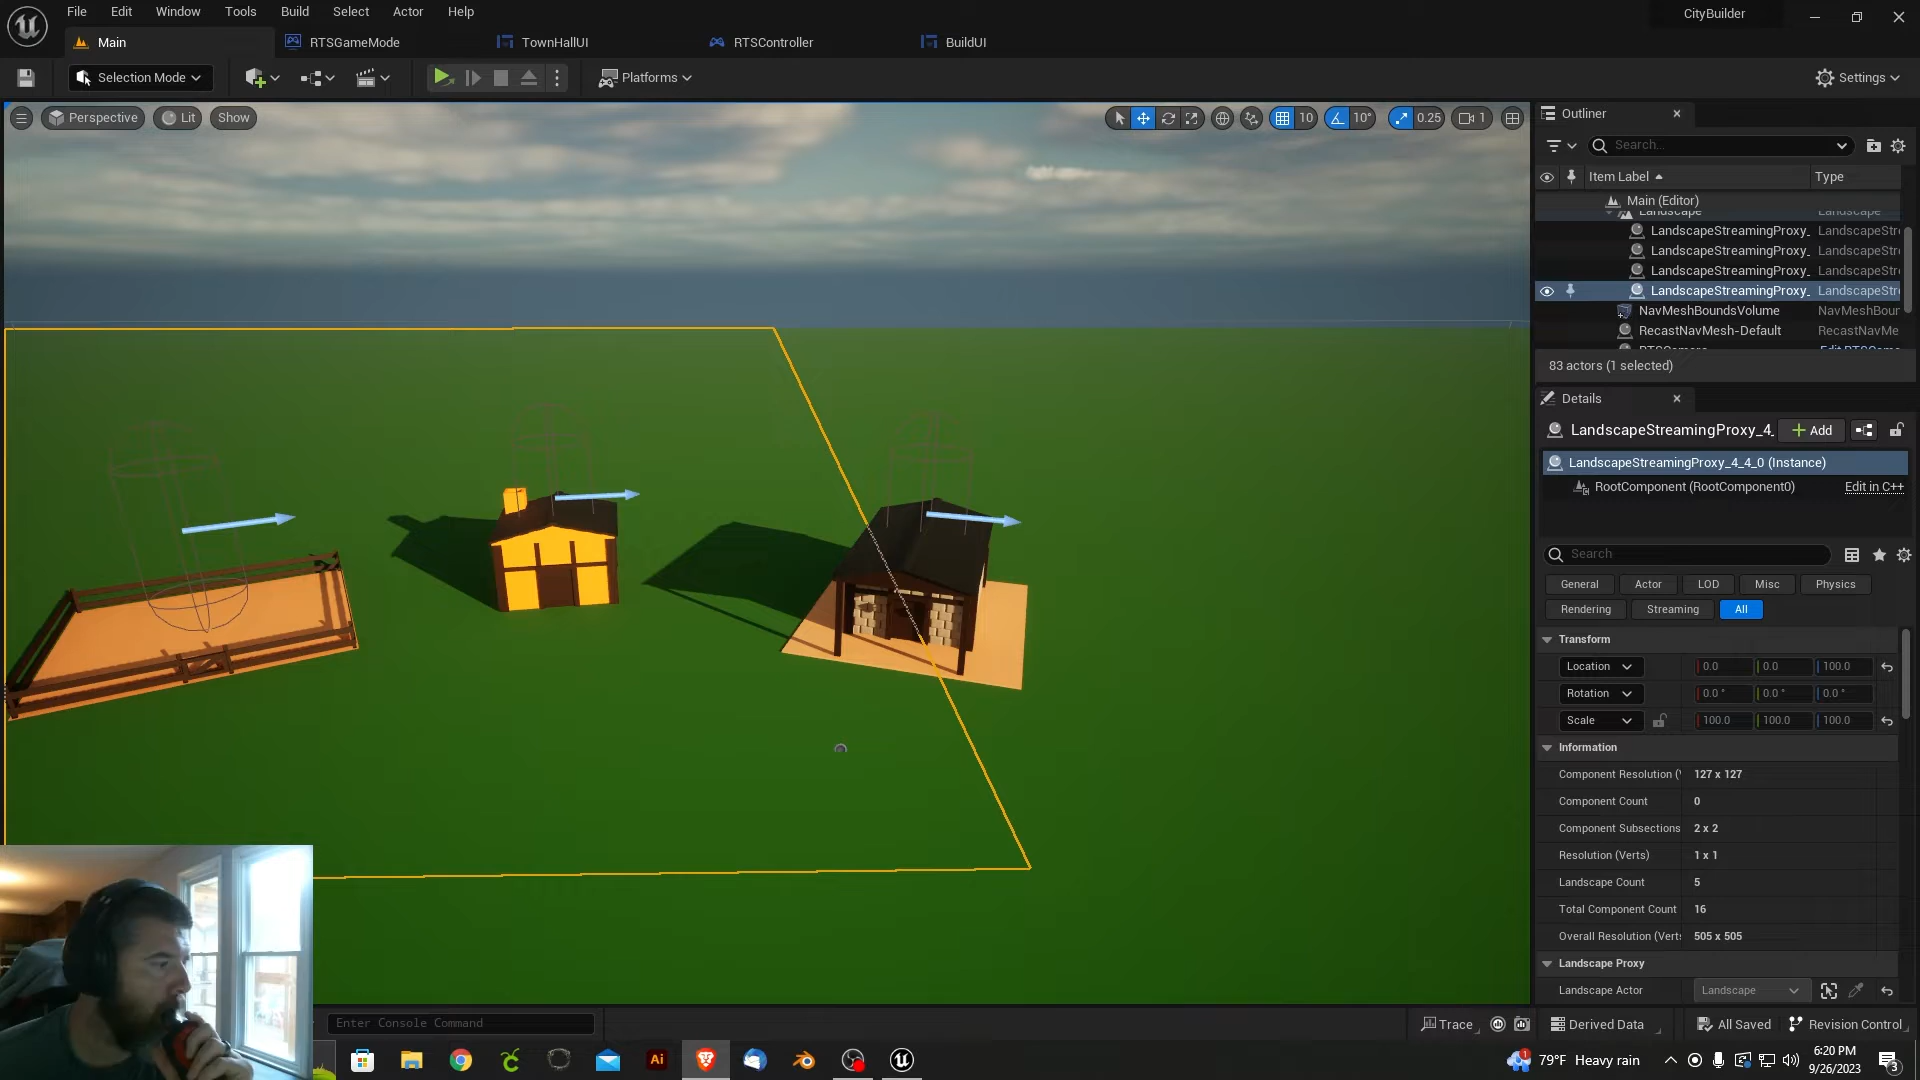 File Edit Window Tools Build Select Actor Help
CityBuilder
Main
RTSGameMode
TownHallUI
RTSController
BuildUI
Selection Mode
Platforms
Settings
Perspective
Lit
Show
10
10°
0.25
1
Outliner
Search...
Item Label
Type
Main (Editor)
Landscape Landscape
LandscapeStreamingProxy_ LandscapeStr
LandscapeStreamingProxy_ LandscapeStr
LandscapeStreamingProxy_ LandscapeStr
LandscapeStreamingProxy_ LandscapeStr
NavMeshBoundsVolume NavMeshBoun
RecastNavMesh-Default RecastNavMe
83 actors (1 selected)
Details
LandscapeStreamingProxy_4_
Add
LandscapeStreamingProxy_4_4_0 (Instance)
RootComponent (RootComponent0) Edit in C++
Search
General Actor LOD Misc Physics
Rendering Streaming All
Transform
Location 0.0 0.0 100.0
Rotation 0.0° 0.0° 0.0°
Scale 100.0 100.0 100.0
Information
Component Resolution (V 127 x 127
Component Count 0
Component Subsections 2 x 2
Resolution (Verts) 1 x 1
Landscape Count 5
Total Component Count 16
Overall Resolution (Verts 505 x 505
Landscape Proxy
Landscape Actor Landscape
Enter Console Command
Trace
Derived Data
All Saved
Revision Control
Ai
1
79°F Heavy rain
6:20 PM
9/26/2023
3